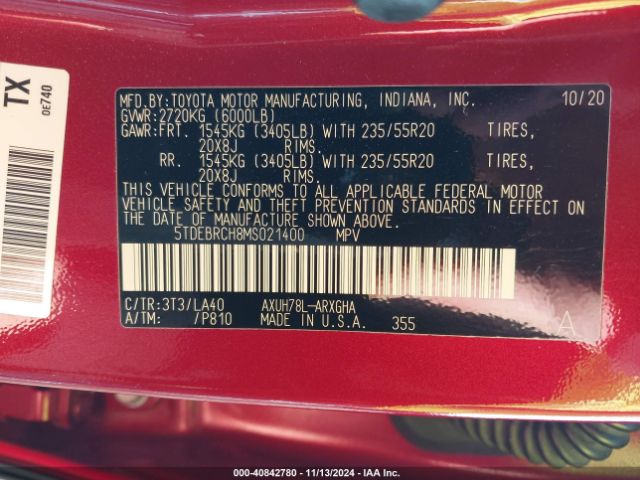 TX
0E740
MFD.BY:TOYOTA MOTOR MANUFACTURING, INDIANA, INC. 10/20
GVWR:2720KG (6000LB)
GAWR:FRT. 1545KG (3405LB) WITH 235/55R20 TIRES,
20X8J RIMS.
RR. 1545KG (3405LB) WITH 235/55R20 TIRES,
20X8J RIMS.
THIS VEHICLE CONFORMS TO ALL APPLICABLE FEDERAL MOTOR
VEHICLE SAFETY AND THEFT PREVENTION STANDARDS IN EFFECT ON
THE DATE OF MANUFACTURE SHOWN ABOVE.
5TDEBRCH8MS021400 MPV
C/TR:3T3/LA40 AXUH78L-ARXGHA
A/TM: /P810 MADE IN U.S.A. 355 A
000-40842780 - 11/13/2024 - IAA Inc.